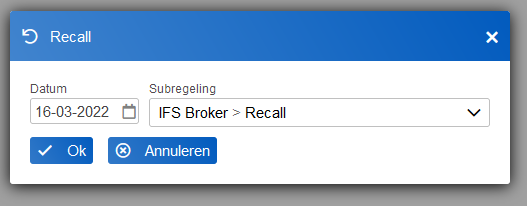 Recall
Datum Subregeling
16-03-2022 IFS Broker > Recall
Ok Annuleren